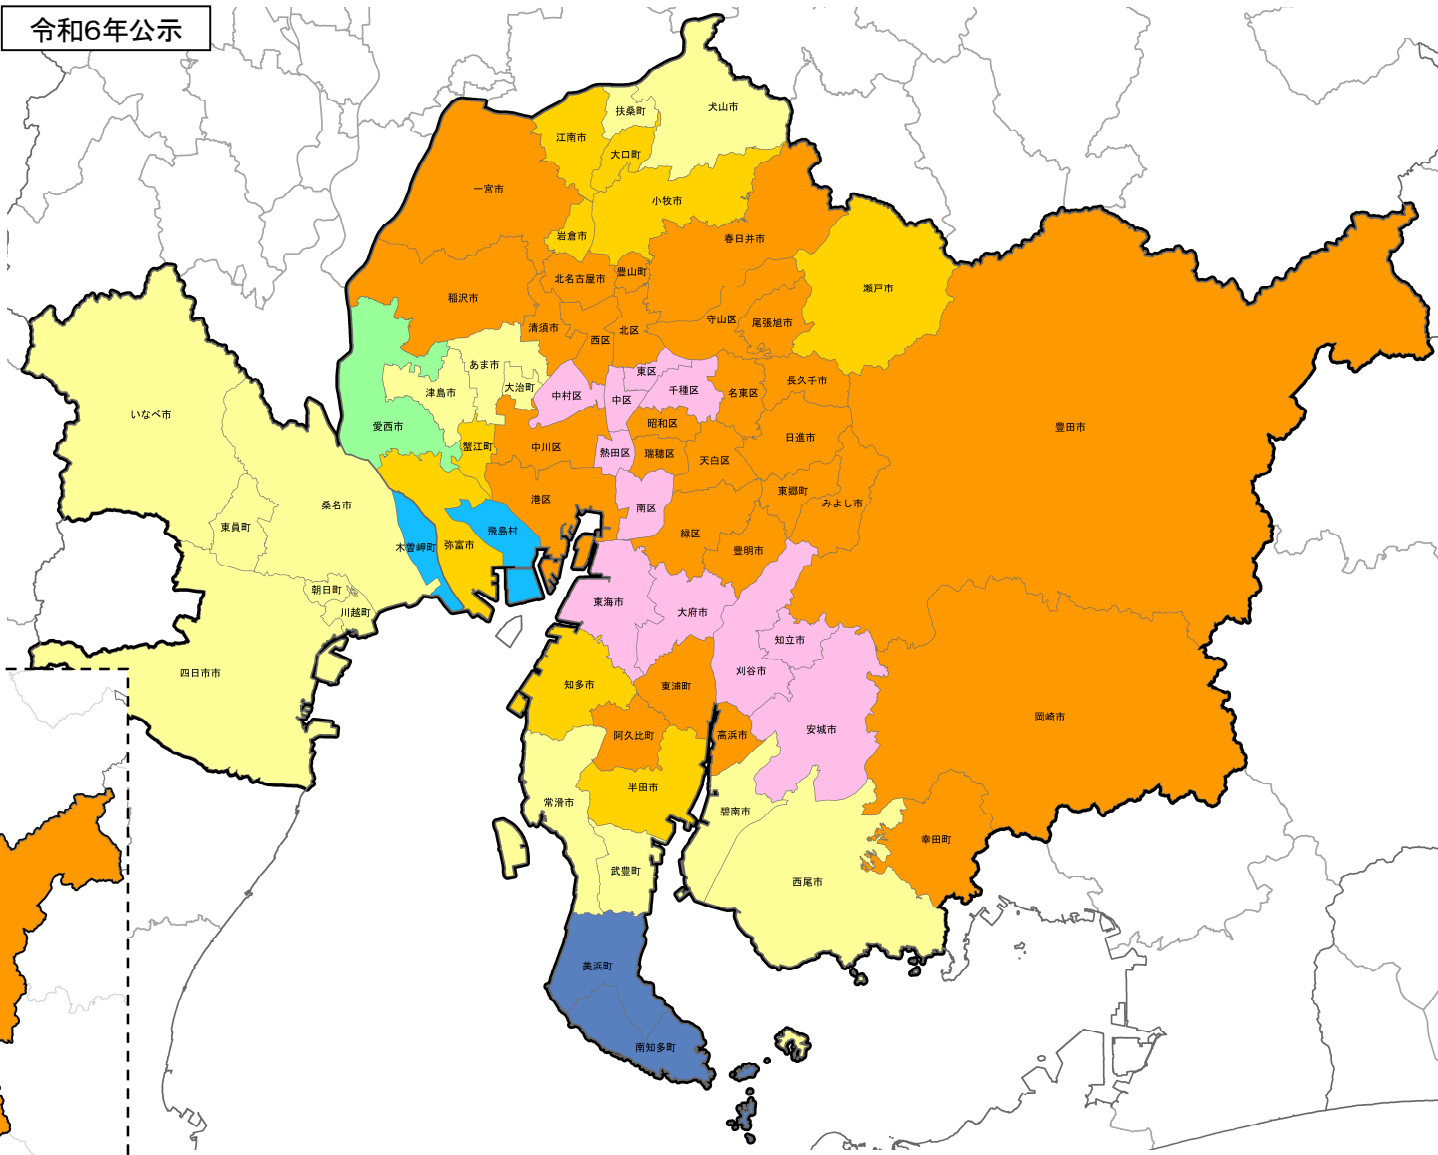 令和6年公示
犬山市
扶桑町
江南市
大口町
一宮市
小牧市
岩倉市
春日井市
北名古屋市
豊山町
瀬戸市
稲沢市
清須市
西区
北区
守山区
尾張旭市
あま市
東区
長久手市
津島市
大治町
中村区
中区
千種区
名東区
いなべ市
愛西市
昭和区
豊田市
蟹江町
中川区
熱田区
瑞穂区
天白区
日進市
東郷町
みよし市
桑名市
港区
南区
東員町
飛島村
緑区
木曽岬町
弥富市
豊明市
朝日町
川越町
東海市
大府市
知立市
四日市市
刈谷市
知多市
東浦町
岡崎市
阿久比町
高浜市
安城市
半田市
常滑市
碧南市
幸田町
武豊町
西尾市
美浜町
南知多町